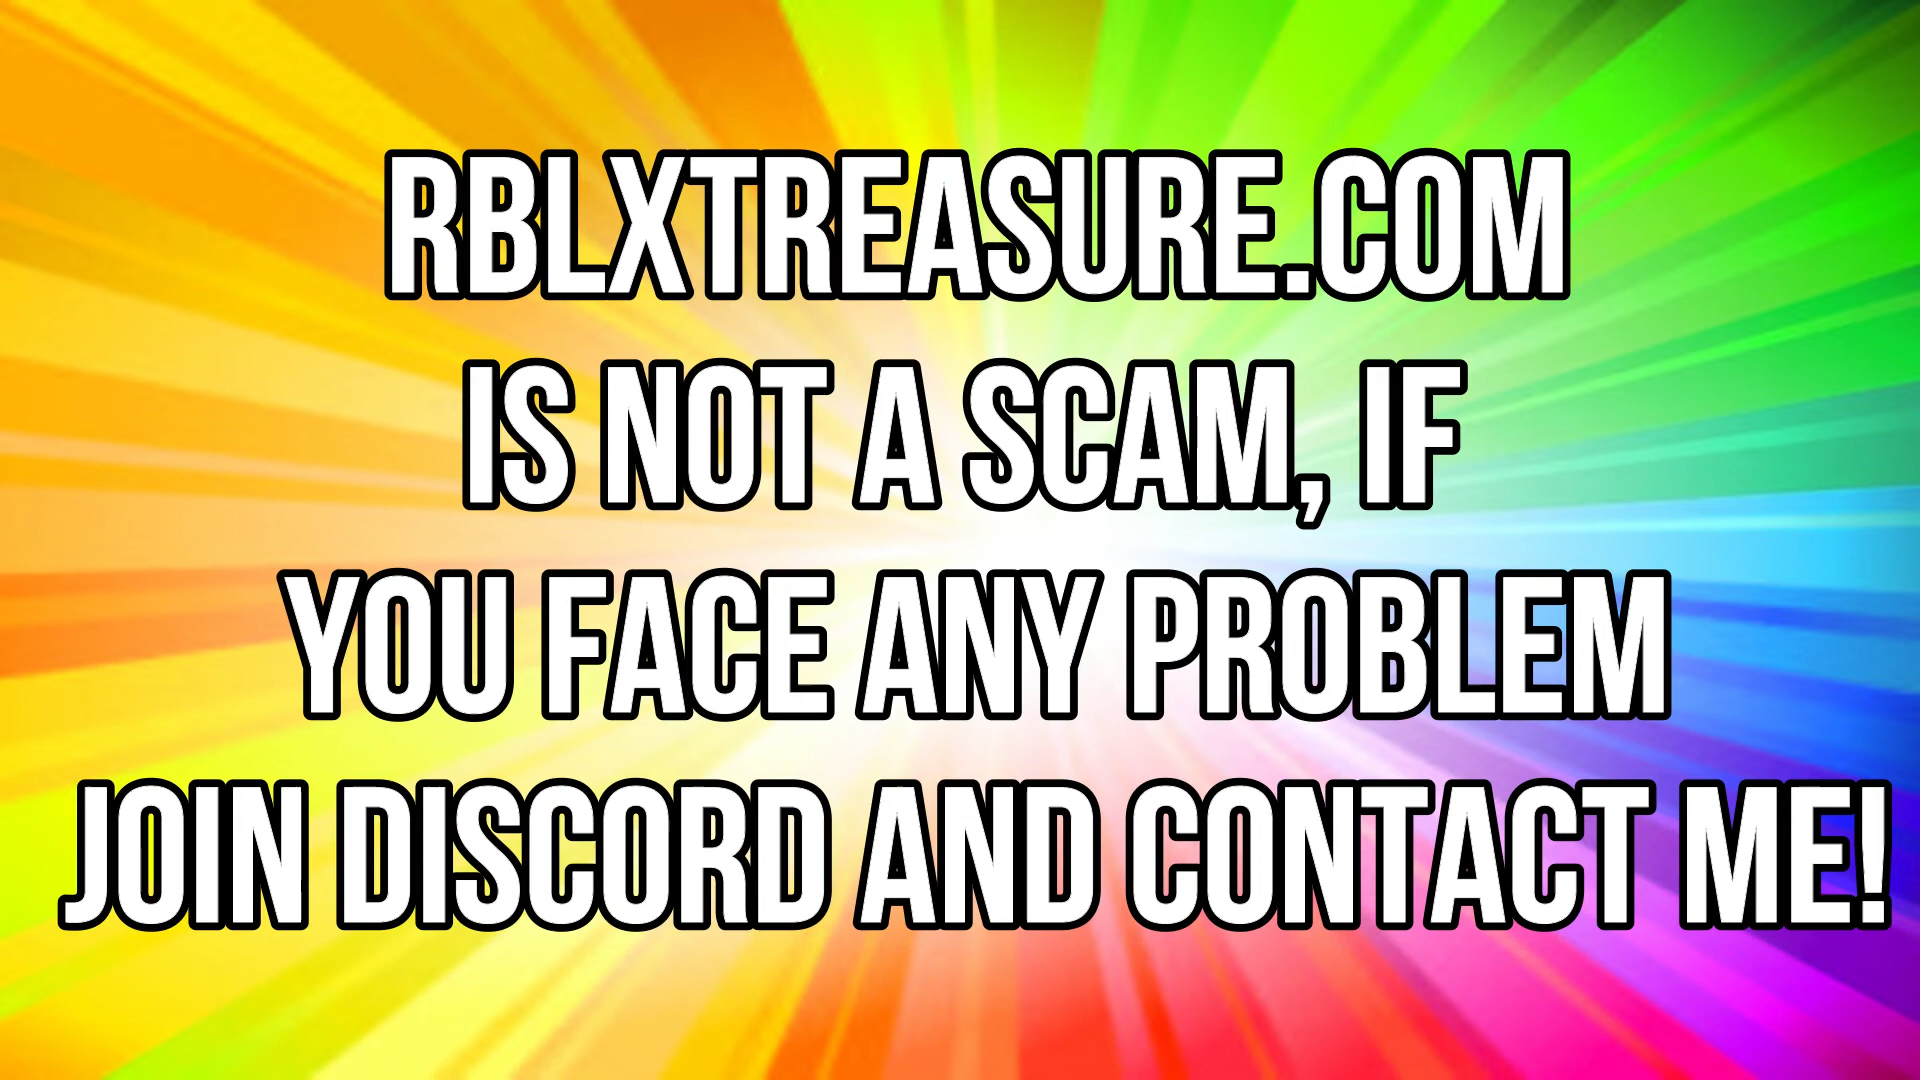 RBLXTREASURE.COM
IS NOT A SCAM, IF
YOU FACE ANY PROBLEM
JOIN DISCORD AND CONTACT ME!